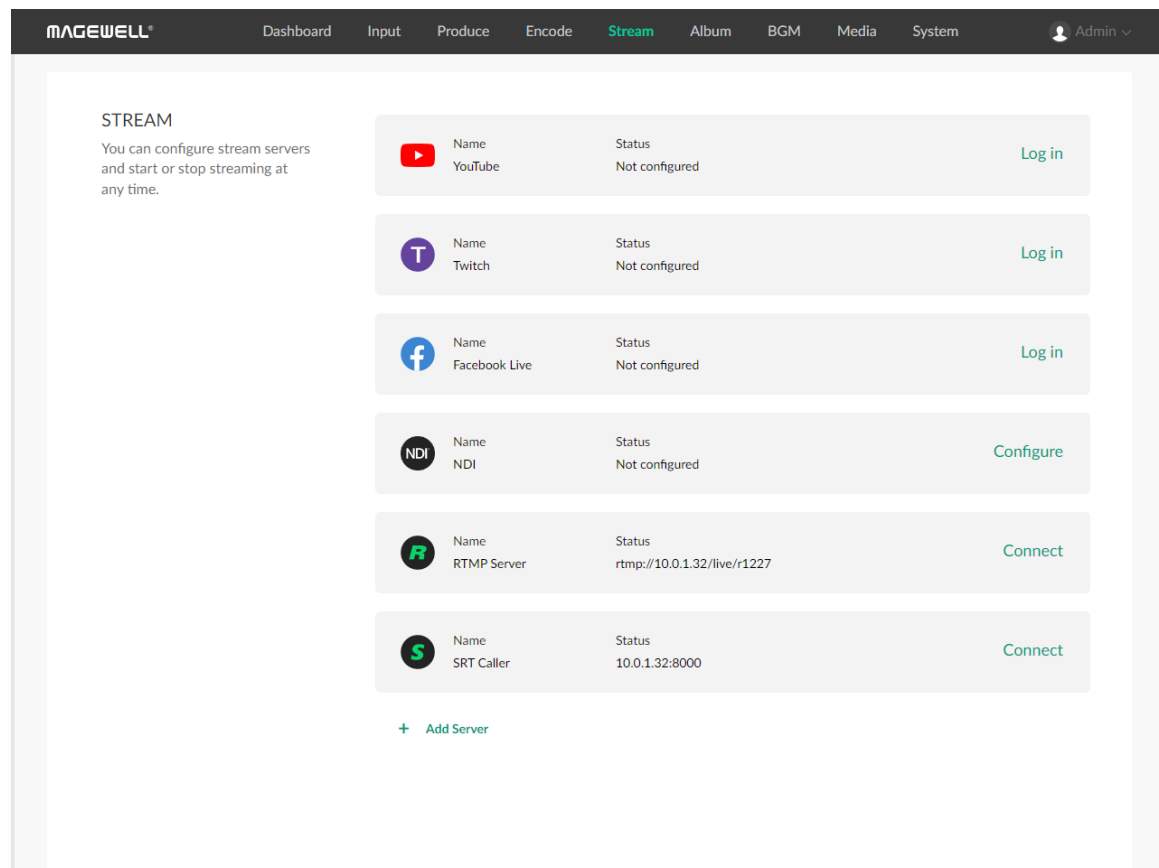 MAGEWELL®
Dashboard Input Produce Encode Stream Album BGM Media System Admin
STREAM
You can configure stream servers
and start or stop streaming at
any time.
Name Status
YouTube Not configured
Log in
T
Name Status
Twitch Not configured
Log in
Name Status
Facebook Live Not configured
Log in
NDI
Name Status
NDI Not configured
Configure
R
Name Status
RTMP Server rtmp://10.0.1.32/live/r1227
Connect
S
Name Status
SRT Caller 10.0.1.32:8000
Connect
+ Add Server